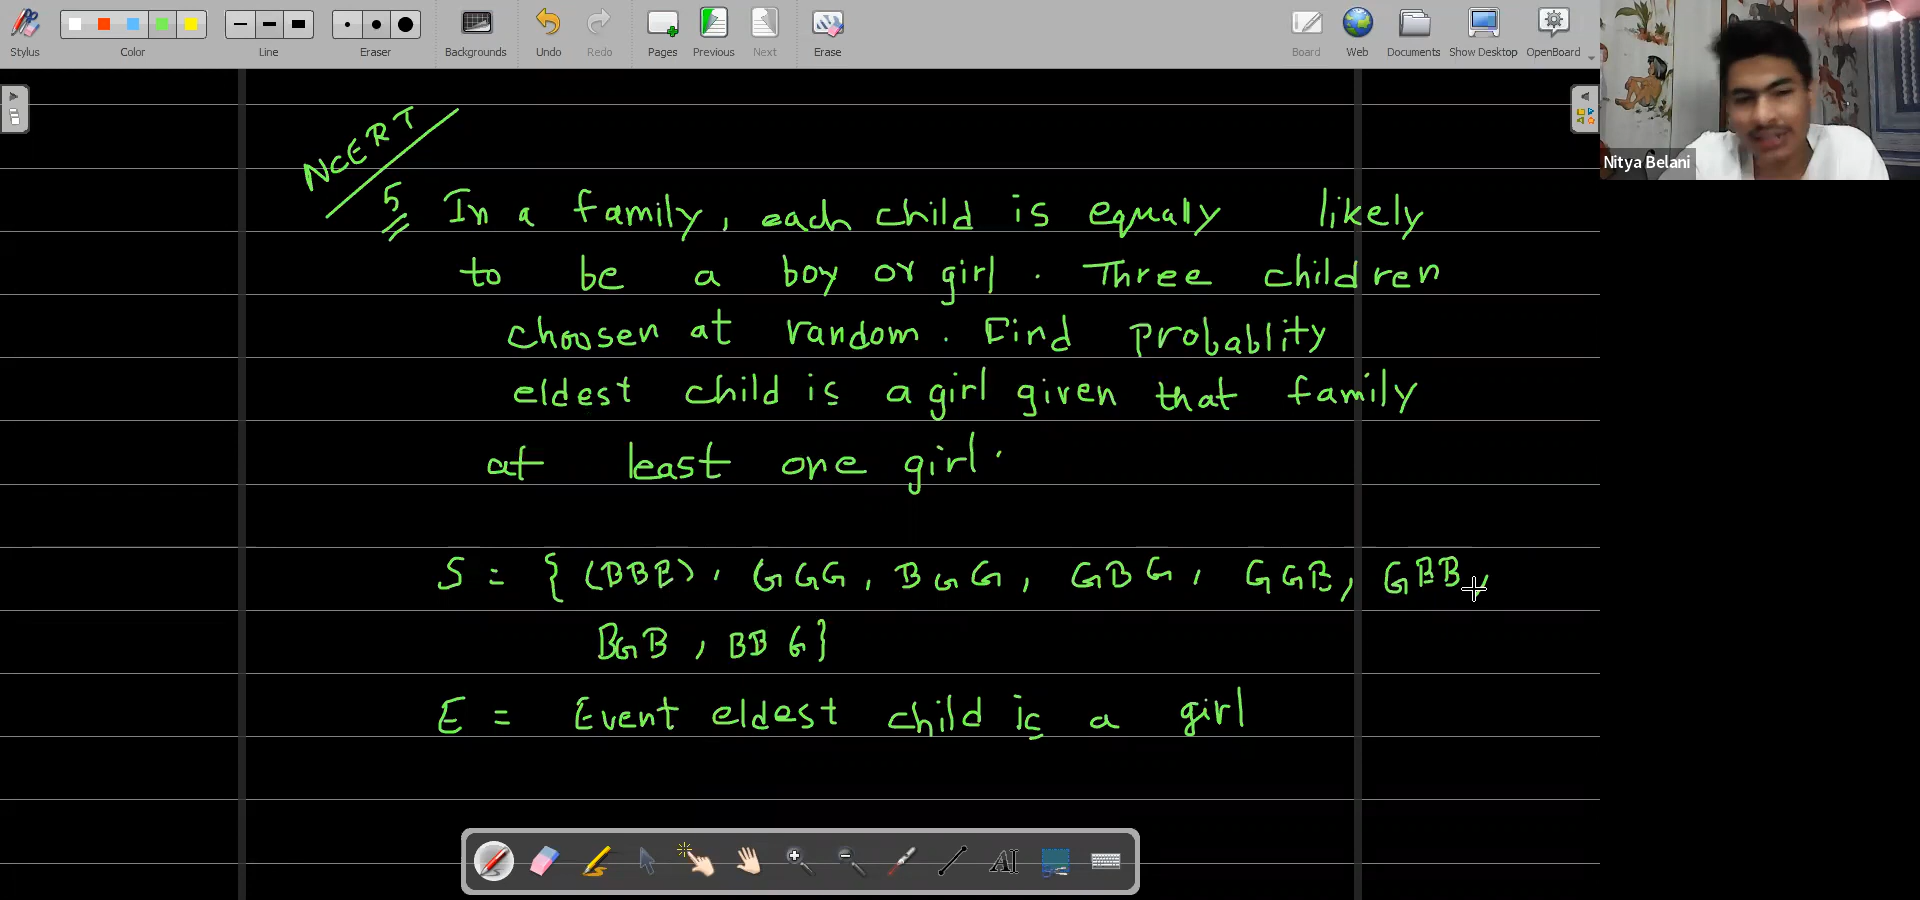 Stylus Color Line Eraser Backgrounds Undo Redo Pages Previous Next Erase Board Web Documents Show Desktop OpenBoard
Nitya Belani
NCERT
5 In a family, each child is equally likely
to be a boy or girl. Three children
choosen at random. Find probablity
eldest child is a girl given that family
at least one girl.
S = { (BBB), GGG, BGG, GBG, GGB, GBB,
BGB, BBG}
E = Event eldest child is a girl
AI